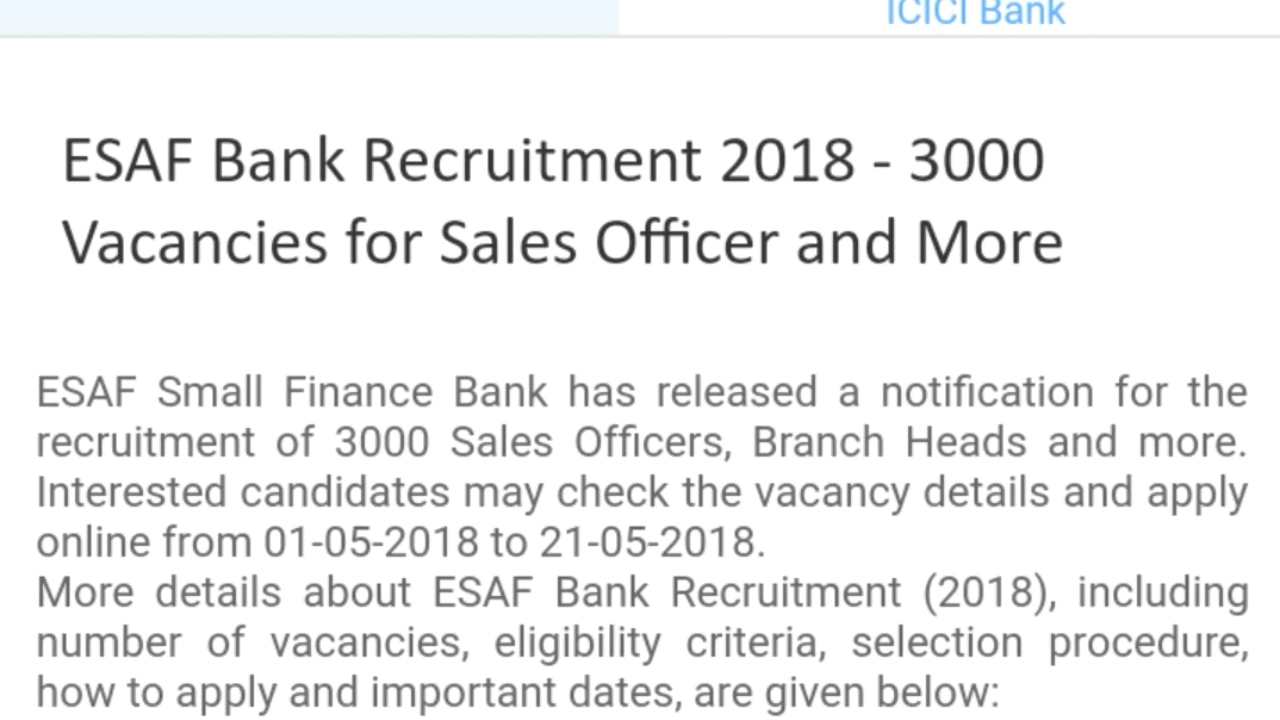 ICICI Bank
ESAF Bank Recruitment 2018 - 3000
Vacancies for Sales Officer and More
ESAF Small Finance Bank has released a notification for the
recruitment of 3000 Sales Officers, Branch Heads and more.
Interested candidates may check the vacancy details and apply
online from 01-05-2018 to 21-05-2018.
More details about ESAF Bank Recruitment (2018), including
number of vacancies, eligibility criteria, selection procedure,
how to apply and important dates, are given below: